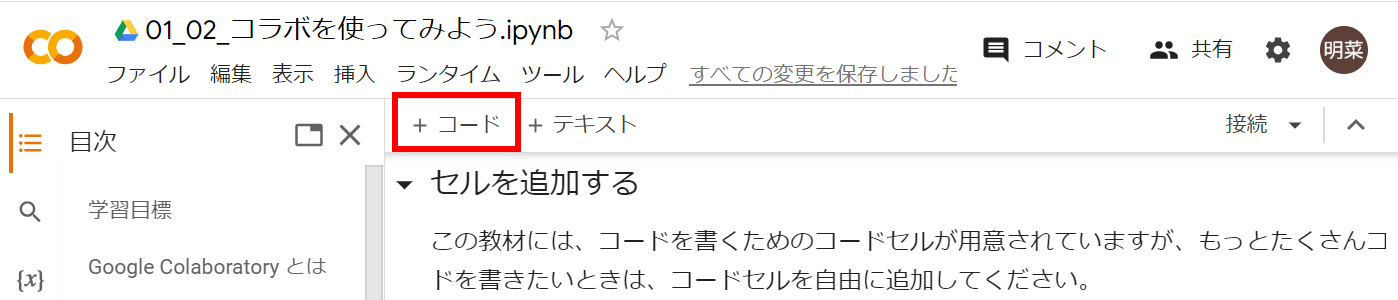 01_02_コラボを使ってみよう.ipynb
ファイル 編集 表示 挿入 ランタイム ツール ヘルプ すべての変更を保存しました
コメント 共有 明菜
目次
+ コード + テキスト
接続
セルを追加する
学習目標
この教材には、コードを書くためのコードセルが用意されていますが、もっとたくさんコ
Google Colaboratory とは
ドを書きたいときは、コードセルを自由に追加してください。
{x}